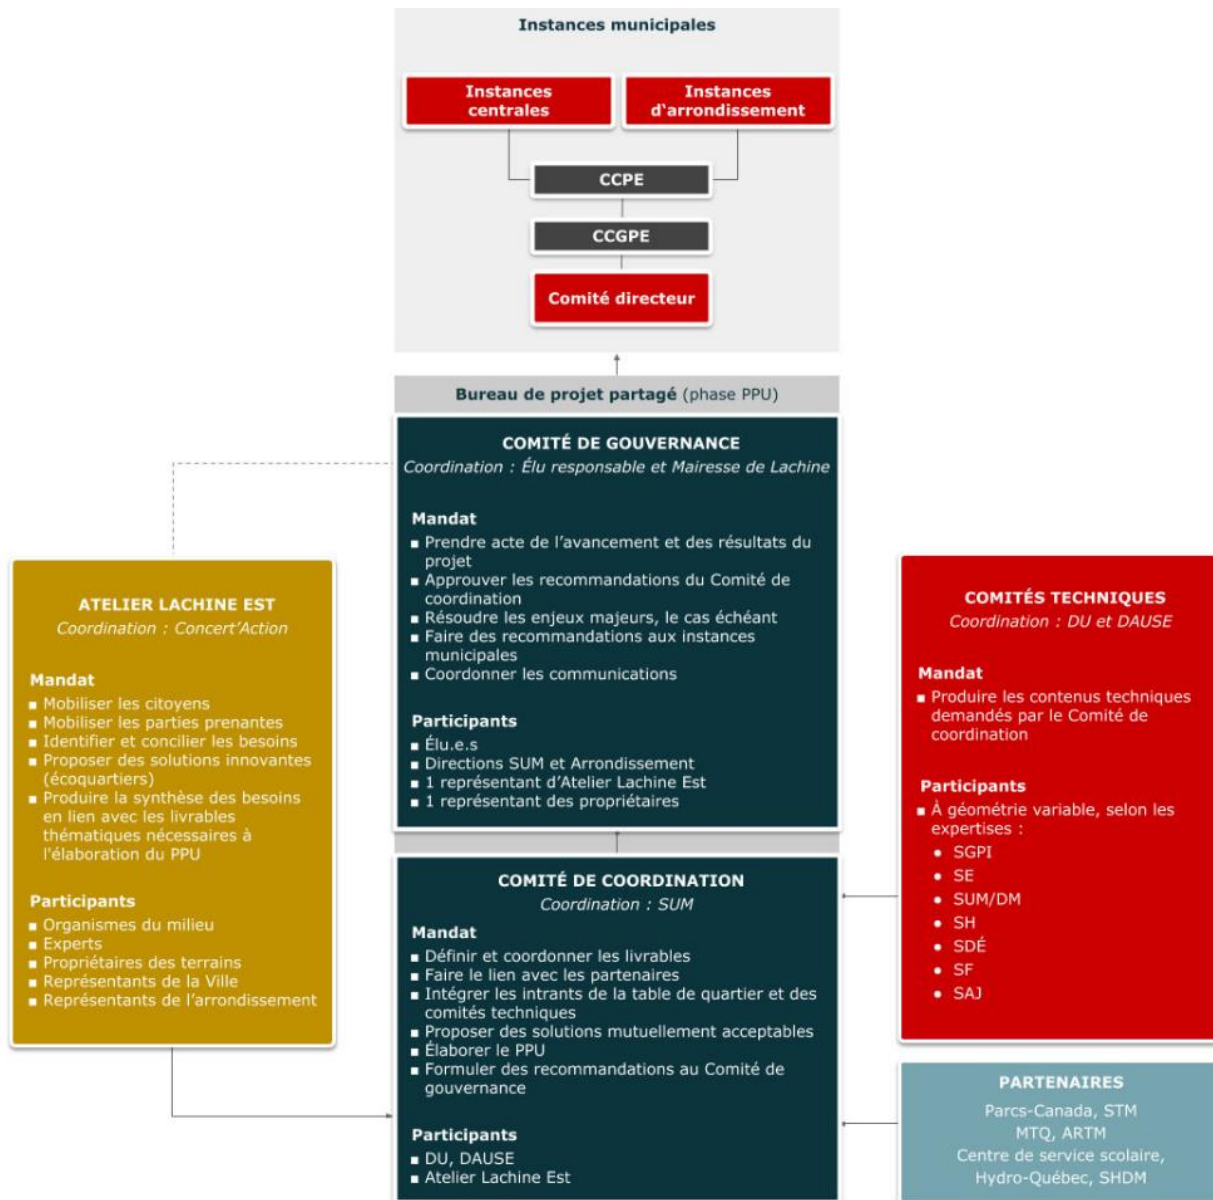 Instances municipales
Instances
centrales
Instances
d'arrondissement
CCPE
CCGPE
Comité directeur
Bureau de projet partagé (phase PPU)
COMITÉ DE GOUVERNANCE
Coordination : Élu responsable et Mairesse de Lachine
Mandat
▪ Prendre acte de l'avancement et des résultats du
projet
▪ Approuver les recommandations du Comité de
coordination
▪ Résoudre les enjeux majeurs, le cas échéant
▪ Faire des recommandations aux instances
municipales
▪ Coordonner les communications
Participants
▪ Élu.e.s
▪ Directions SUM et Arrondissement
▪ 1 représentant d'Atelier Lachine Est
▪ 1 représentant des propriétaires
ATELIER LACHINE EST
Coordination : Concert'Action
Mandat
▪ Mobiliser les citoyens
▪ Mobiliser les parties prenantes
▪ Identifier et concilier les besoins
▪ Proposer des solutions innovantes
(écoquartiers)
▪ Produire la synthèse des besoins
en lien avec les livrables
thématiques nécessaires à
l'élaboration du PPU
Participants
▪ Organismes du milieu
▪ Experts
▪ Propriétaires des terrains
▪ Représentants de la Ville
▪ Représentants de l'arrondissement
COMITÉ DE COORDINATION
Coordination : SUM
Mandat
▪ Définir et coordonner les livrables
▪ Faire le lien avec les partenaires
▪ Intégrer les intrants de la table de quartier et des
comités techniques
▪ Proposer des solutions mutuellement acceptables
▪ Élaborer le PPU
▪ Formuler des recommandations au Comité de
gouvernance
Participants
▪ DU, DAUSE
▪ Atelier Lachine Est
COMITÉS TECHNIQUES
Coordination : DU et DAUSE
Mandat
▪ Produire les contenus techniques
demandés par le Comité de
coordination
Participants
▪ À géométrie variable, selon les
expertises :
• SGPI
• SE
• SUM/DM
• SH
• SDÉ
• SF
• SAJ
PARTENAIRES
Parcs-Canada, STM
MTQ, ARTM
Centre de service scolaire,
Hydro-Québec, SHDM